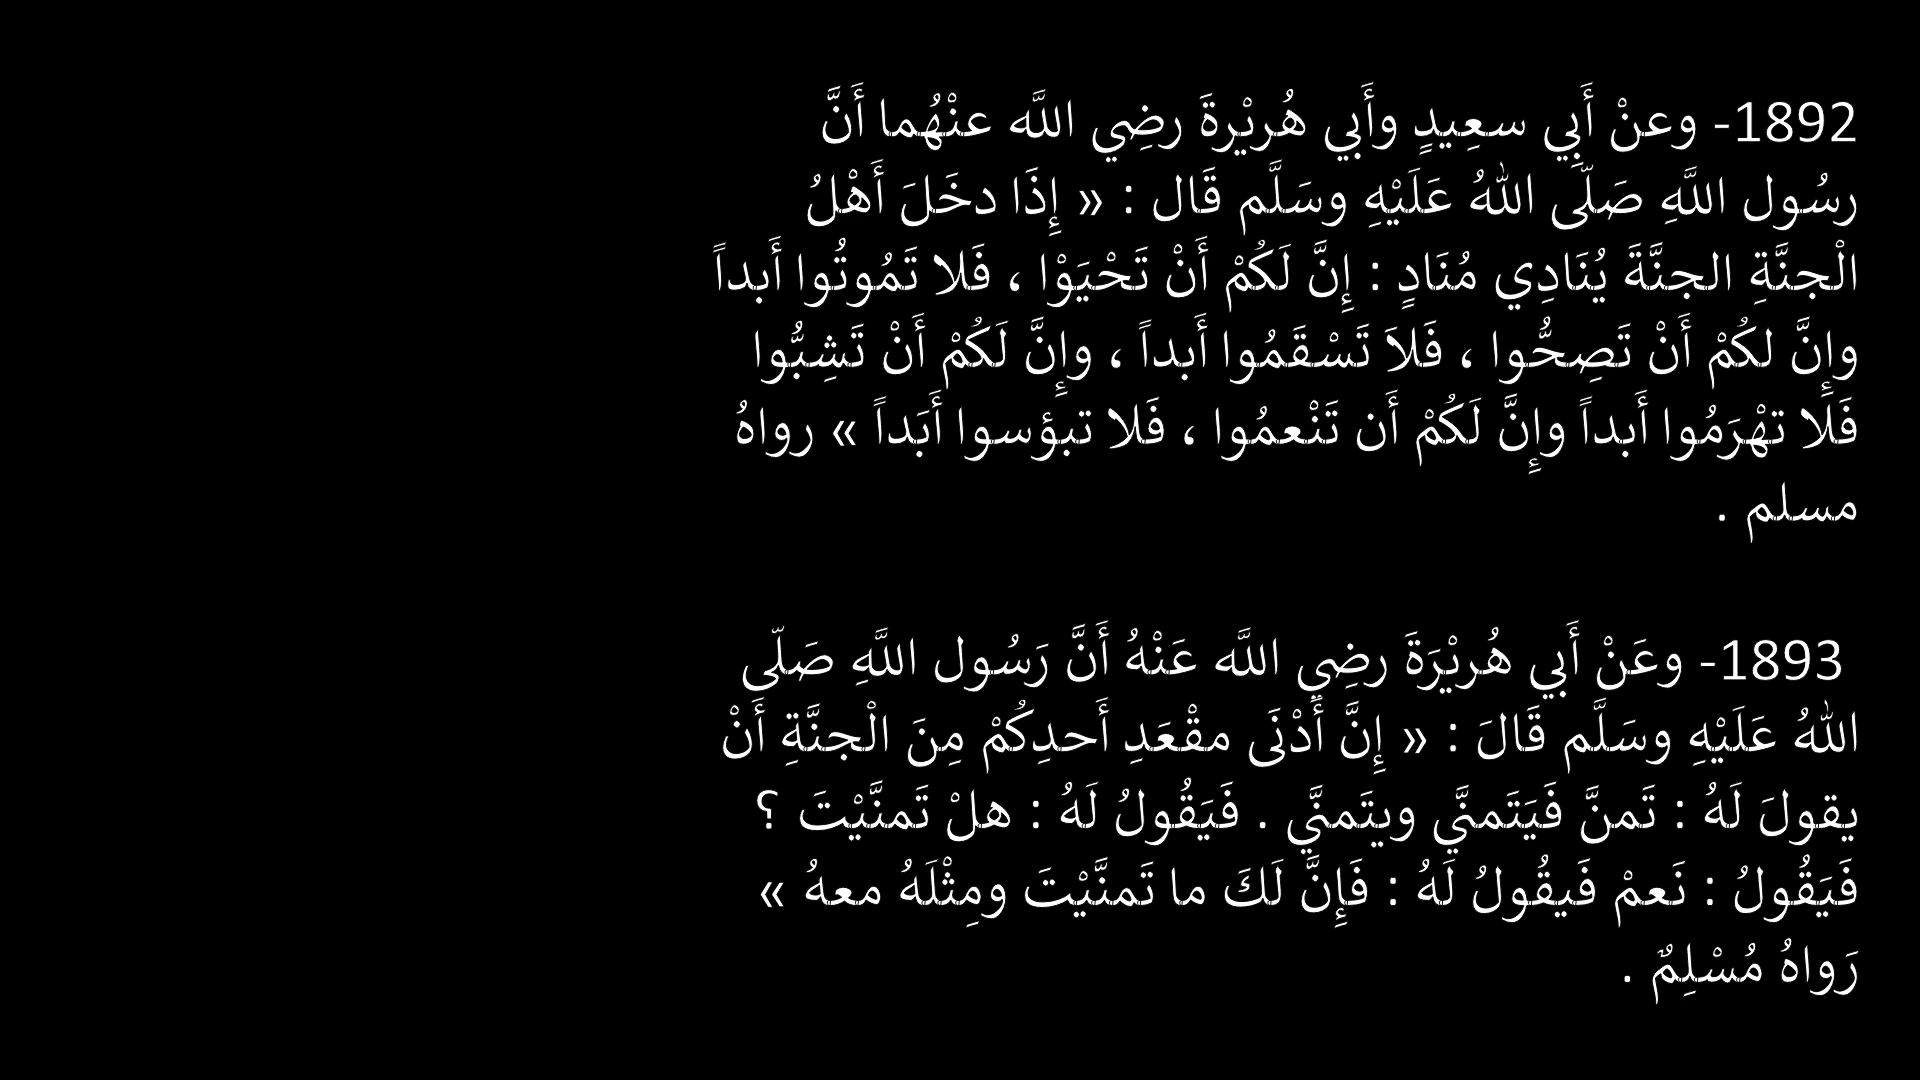 1892- وعنْ أَبِي سعِيدٍ وأَبي هُريْرةَ رضِي اللَّه عنْهُما أَنَّ
رسُول اللَّهِ صَلّى اللهُ عَلَيْهِ وسَلَّم قَال : « إِذَا دخَلَ أَهْلُ
الْجنَّةِ الجنَّةَ يُنَادِي مُنَادٍ : إِنَّ لَكُمْ أَنْ تَحْيَوْا ، فَلا تَمُوتُوا أَبداً
وإِنَّ لكُمْ أَنْ تَصِحُّوا ، فَلاَ تَسْقَمُوا أَبداً ، وإِنَّ لَكُمْ أَنْ تَشِبُّوا
فَلا تهْرَمُوا أَبداً وإِنَّ لَكُمْ أَن تَنْعمُوا ، فَلا تبؤسوا أَبَداً » رواهُ
مسلم .
1893- وعَنْ أَبي هُريْرَةَ رضِي اللَّه عَنْهُ أَنَّ رَسُول اللَّهِ صَلّى
اللهُ عَلَيْهِ وسَلَّم قَالَ : « إِنَّ أَدْنَى مقْعَدِ أَحدِكُمْ مِنَ الْجنَّةِ أَنْ
يقولَ لَهُ : تَمنَّ فَيَتَمنَّي ويتَمنَّي . فَيَقُولُ لَهُ : هلْ تَمنَّيْتَ ؟
فَيَقُولُ : نَعمْ فَيقُولُ لَهُ : فَإِنَّ لَكَ ما تَمنَّيْتَ ومِثْلَهُ معهُ »
رَواهُ مُسْلِمٌ .